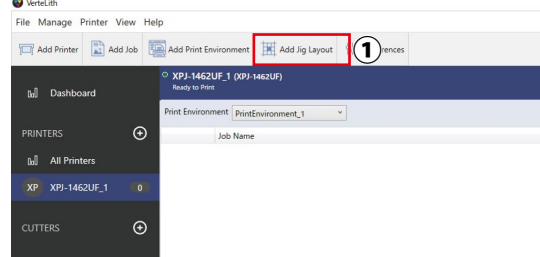 VerteLith
File Manage Printer View Help
Add Printer Add Job Add Print Environment Add Jig Layout 1 rences
XPJ-1462UF_1 (XPJ-1462UF)
Ready to Print
Dashboard
Print Environment PrintEnvironment_1
Job Name
PRINTERS
All Printers
XP XPJ-1462UF_1 0
CUTTERS